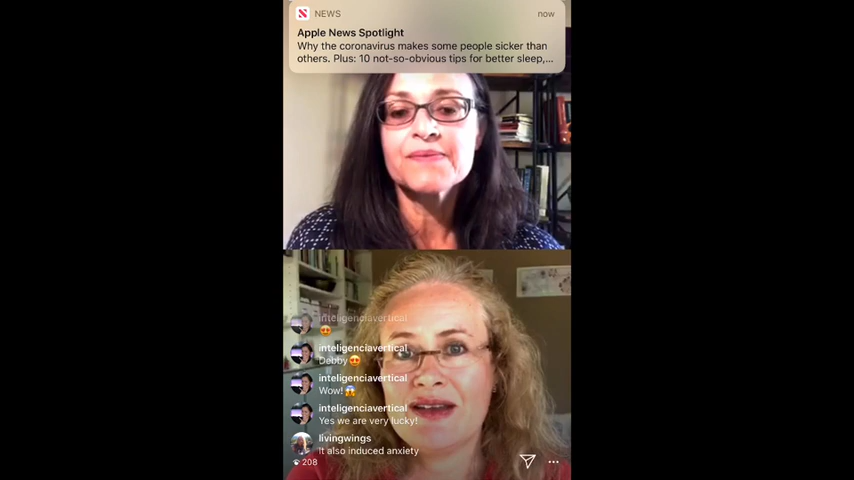 NEWS
now
Apple News Spotlight
Why the coronavirus makes some people sicker than
others. Plus: 10 not-so-obvious tips for better sleep,...
inteligenciavertical
😍
inteligenciavertical
Debby😍
inteligenciavertical
Wow!😱
inteligenciavertical
Yes we are very lucky!
livingwings
It also induced anxiety
208